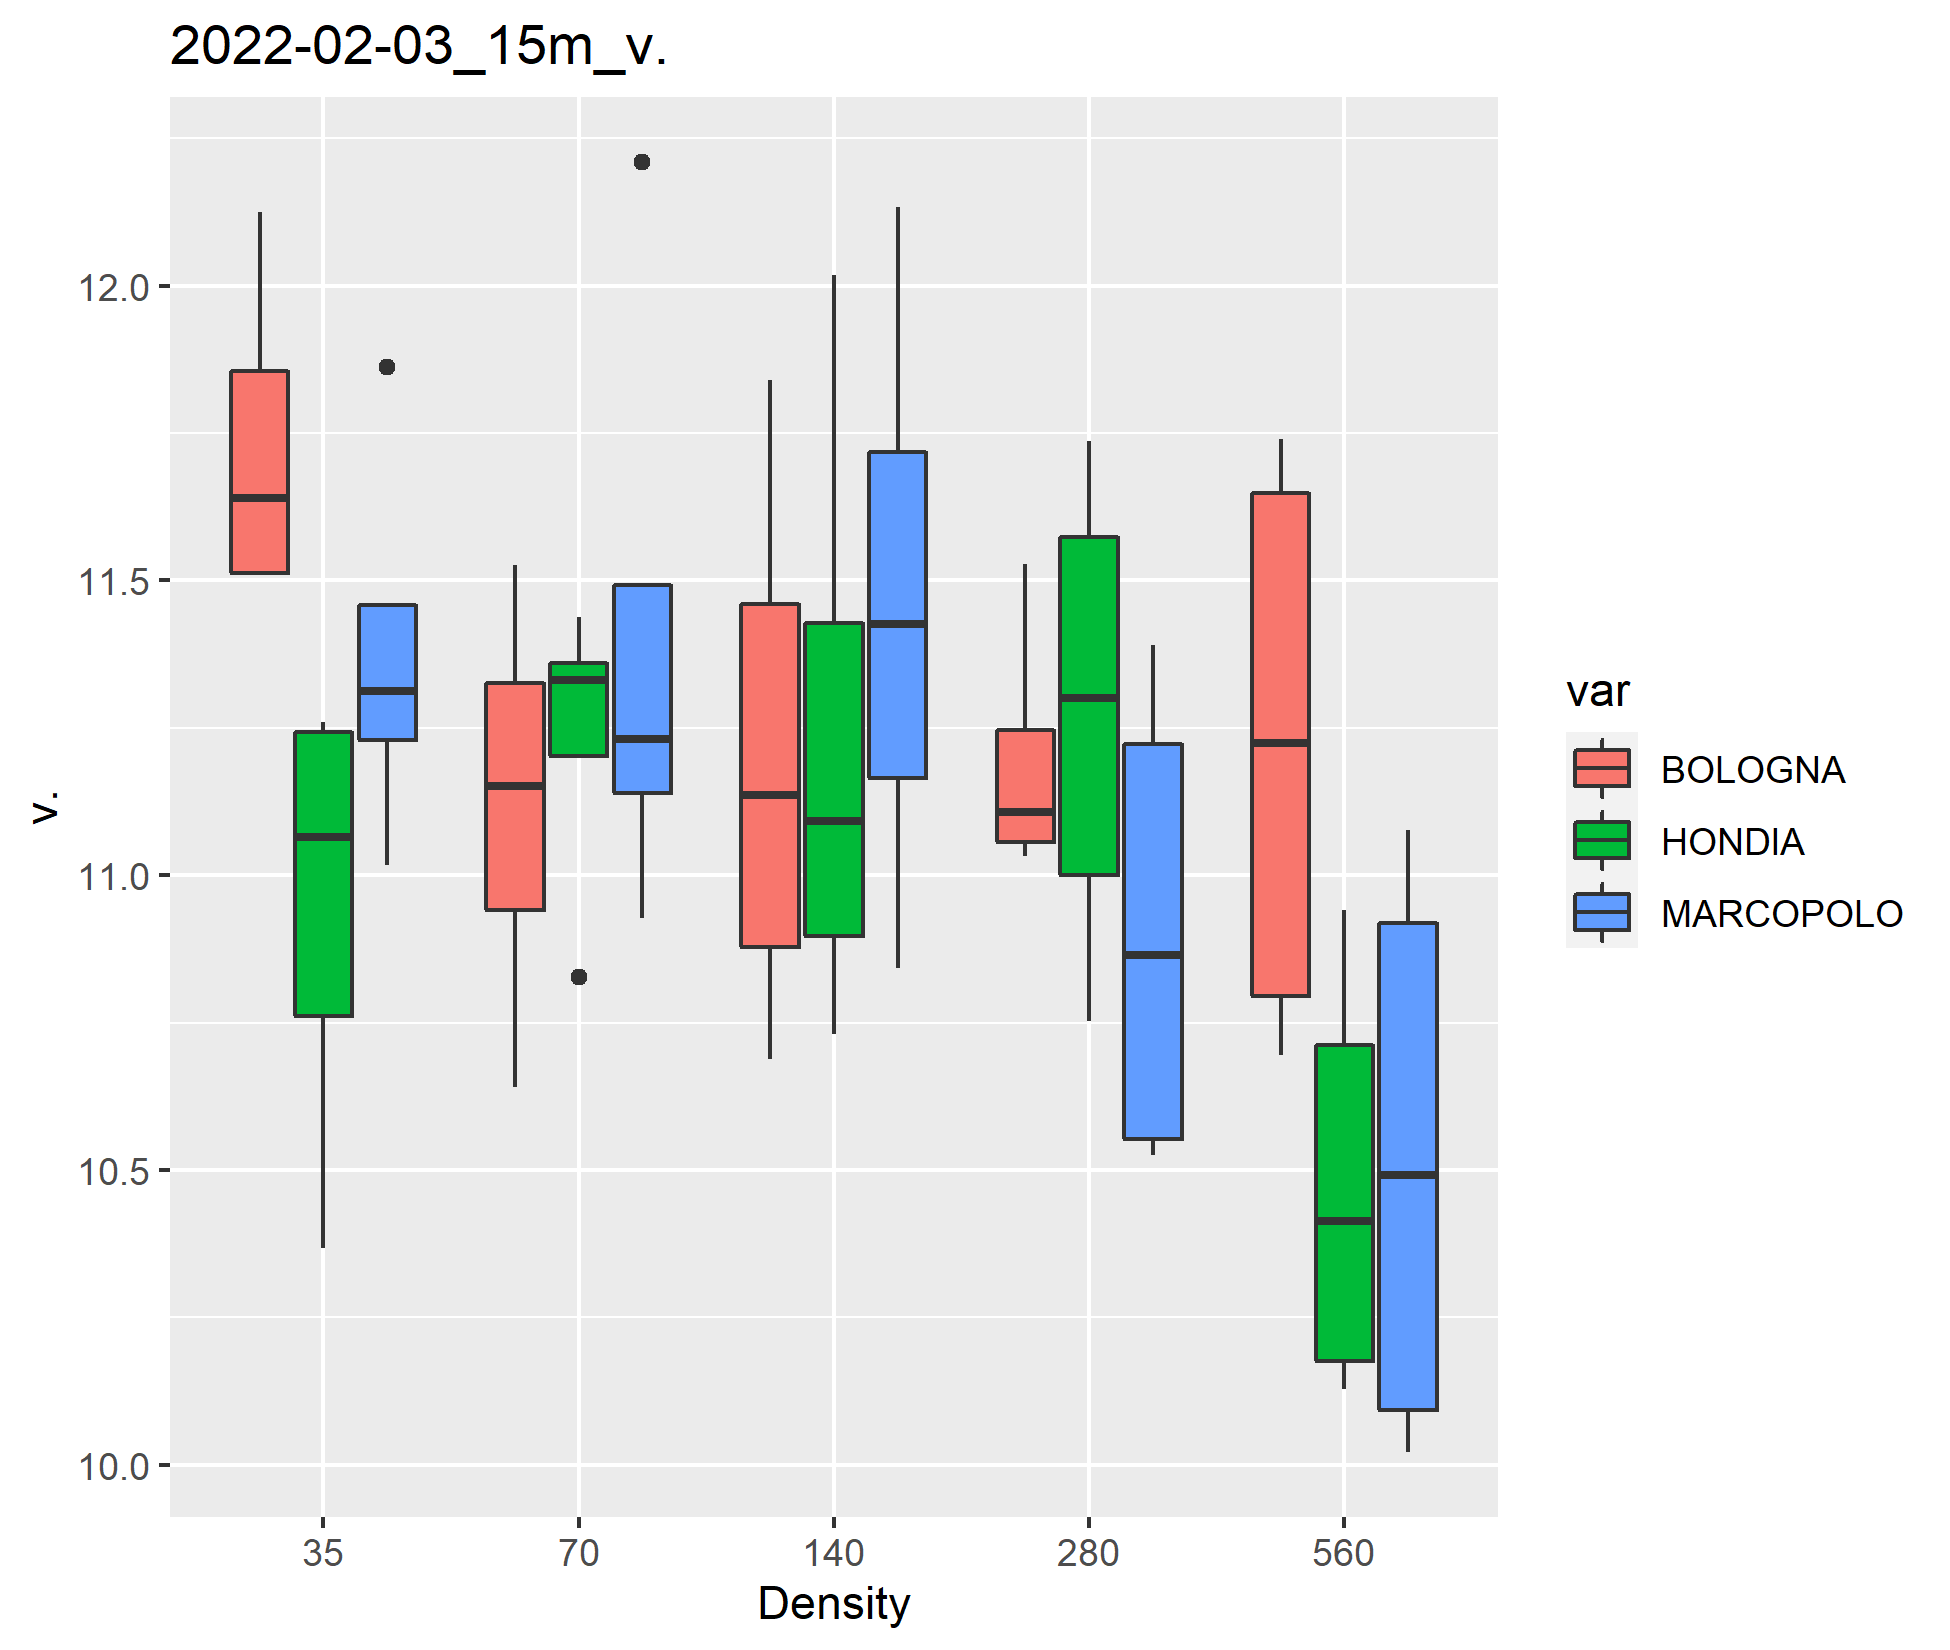 2022-02-03_15m_v.
12.0
11.5
11.0
10.5
10.0
v.
35 70 140 280 560
Density
var
BOLOGNA
HONDIA
MARCOPOLO